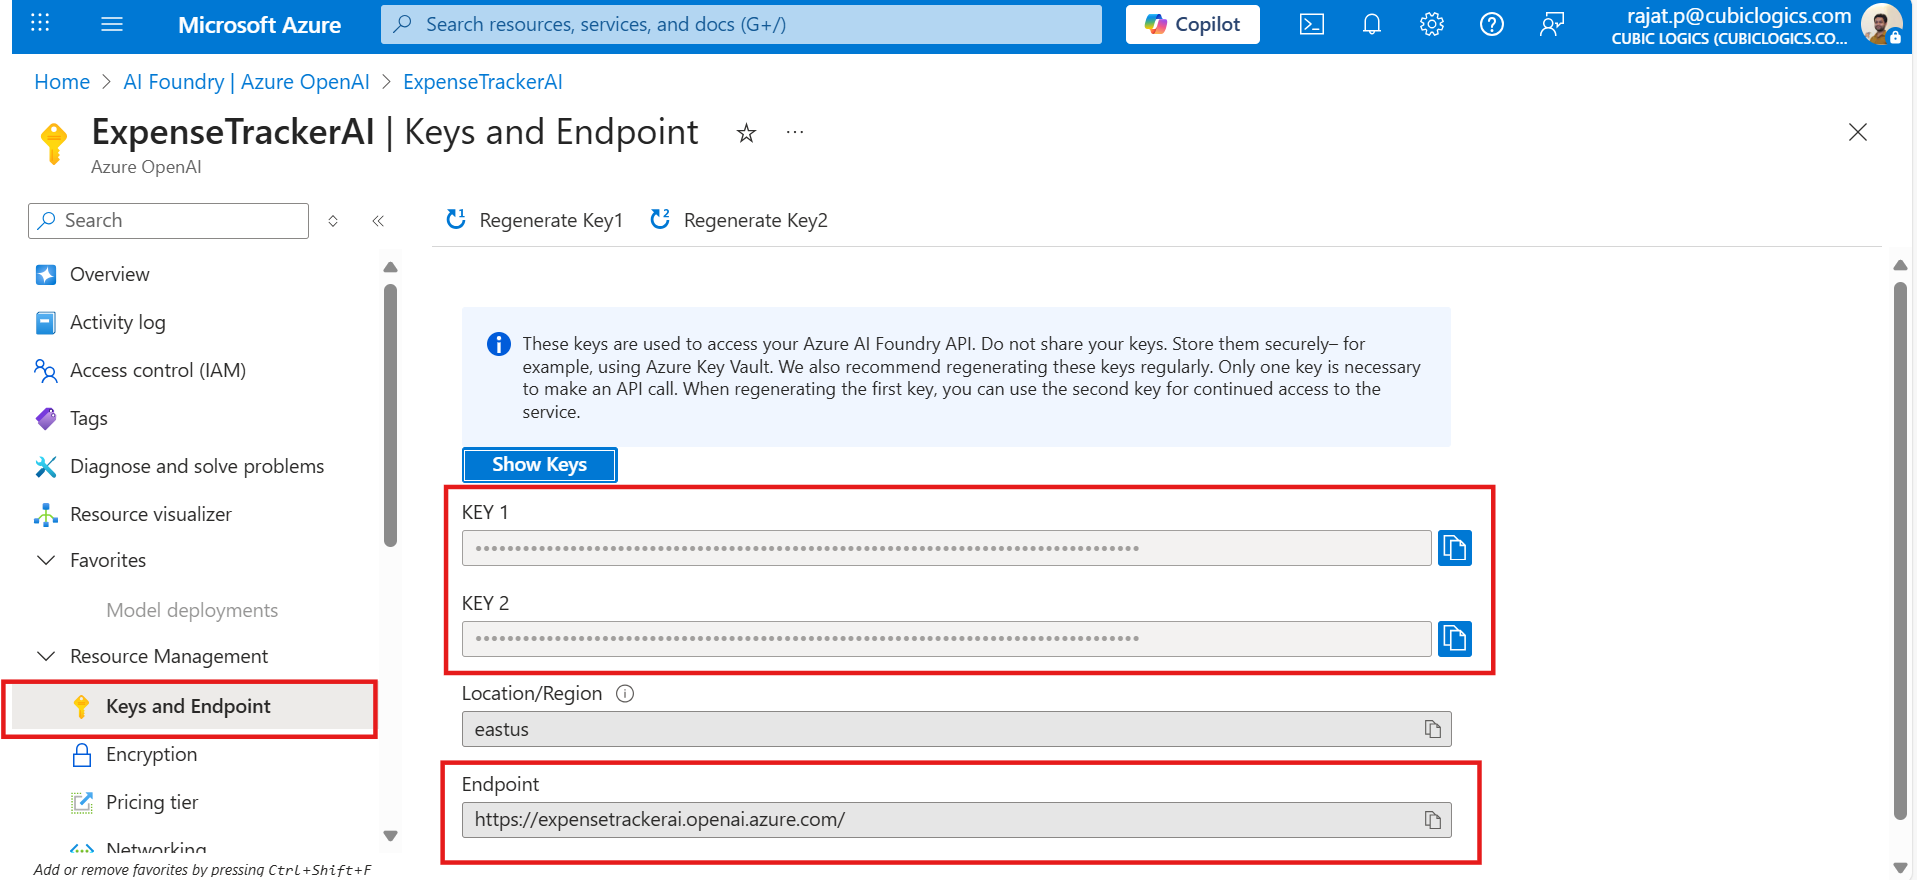 Microsoft Azure
Search resources, services, and docs (G+/)
Copilot
rajat.p@cubiclogics.com
CUBIC LOGICS (CUBICLOGICS.CO...
Home > AI Foundry | Azure OpenAI > ExpenseTrackerAI
ExpenseTrackerAI | Keys and Endpoint
Azure OpenAI
Search
Overview
Activity log
Access control (IAM)
Tags
Diagnose and solve problems
Resource visualizer
Favorites
Model deployments
Resource Management
Keys and Endpoint
Encryption
Pricing tier
Networking
Add or remove favorites by pressing Ctrl+Shift+F
1 Regenerate Key1
2 Regenerate Key2
These keys are used to access your Azure AI Foundry API. Do not share your keys. Store them securely– for
example, using Azure Key Vault. We also recommend regenerating these keys regularly. Only one key is necessary
to make an API call. When regenerating the first key, you can use the second key for continued access to the
service.
Show Keys
KEY 1
KEY 2
Location/Region
eastus
Endpoint
https://expensetrackerai.openai.azure.com/